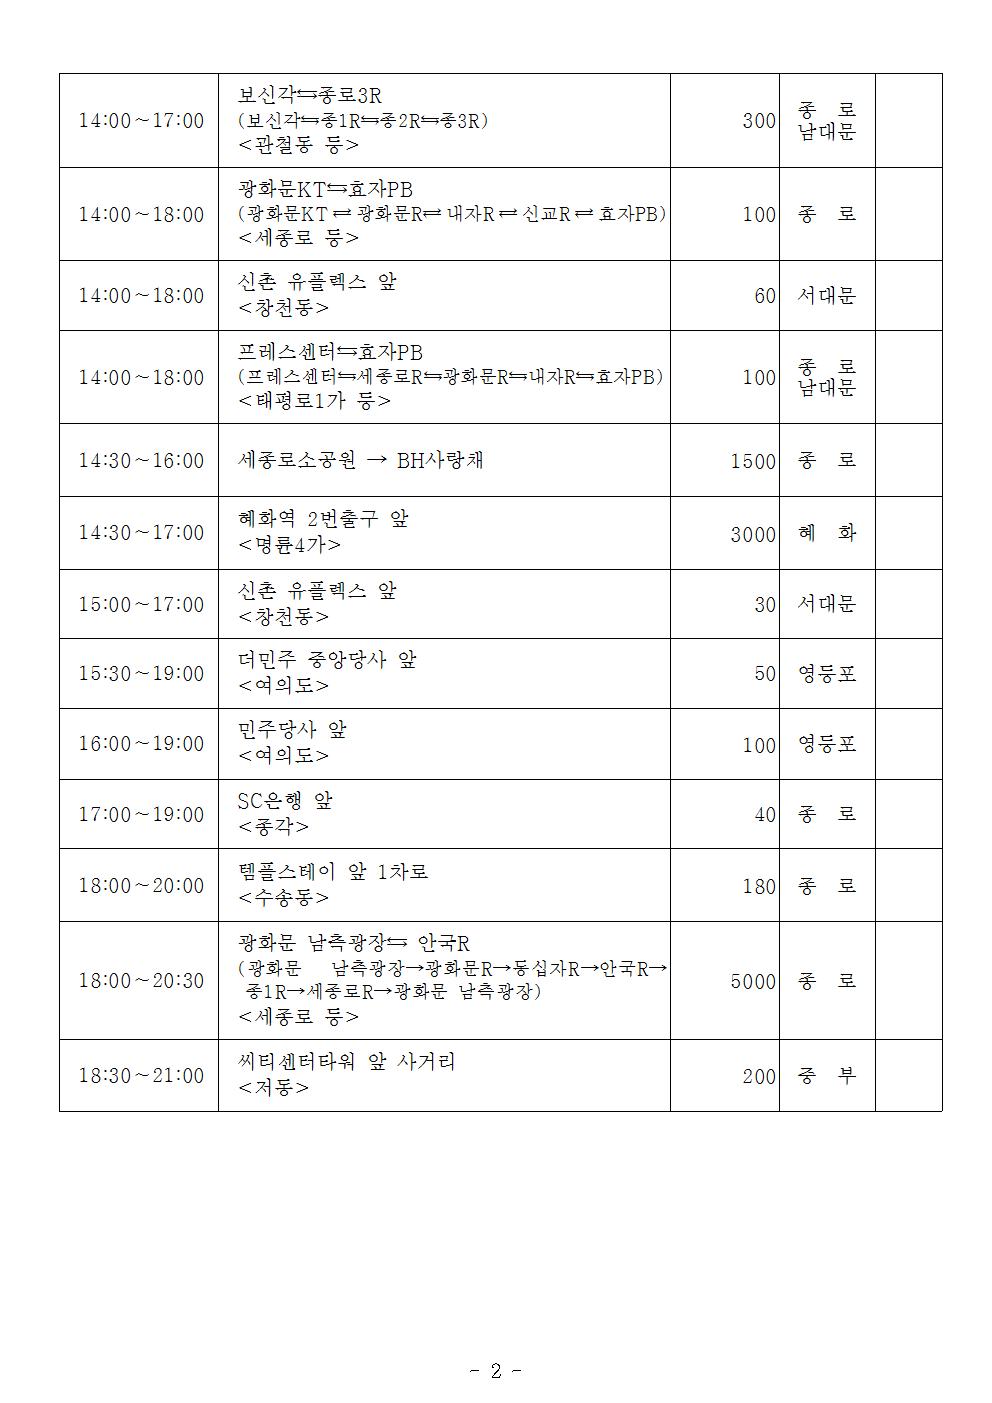 14:00~17:00
보신각⇆종로3R
(보신각⇆종1R⇆종2R⇆종3R)
<관철동 등>
300
종 로
남대문
14:00~18:00
광화문KT⇆효자PB
(광화문KT⇄광화문R⇄내자R⇄신교R⇄효자PB)
<세종로 등>
100
종 로
14:00~18:00
신촌 유플렉스 앞
<창천동>
60
서대문
14:00~18:00
프레스센터⇆효자PB
(프레스센터⇆세종로R⇆광화문R⇆내자R⇆효자PB)
<태평로1가 등>
100
종 로
남대문
14:30~16:00
세종로소공원 → BH사랑채
1500
종 로
14:30~17:00
혜화역 2번출구 앞
<명륜4가>
3000
혜 화
15:00~17:00
신촌 유플렉스 앞
<창천동>
30
서대문
15:30~19:00
더민주 중앙당사 앞
<여의도>
50
영등포
16:00~19:00
민주당사 앞
<여의도>
100
영등포
17:00~19:00
SC은행 앞
<종각>
40
종 로
18:00~20:00
템플스테이 앞 1차로
<수송동>
180
종 로
18:00~20:30
광화문 남측광장⇆ 안국R
(광화문 남측광장→광화문R→동십자R→안국R→
종1R→세종로R→광화문 남측광장)
<세종로 등>
5000
종 로
18:30~21:00
씨티센터타워 앞 사거리
<저동>
200
중 부
- 2 -